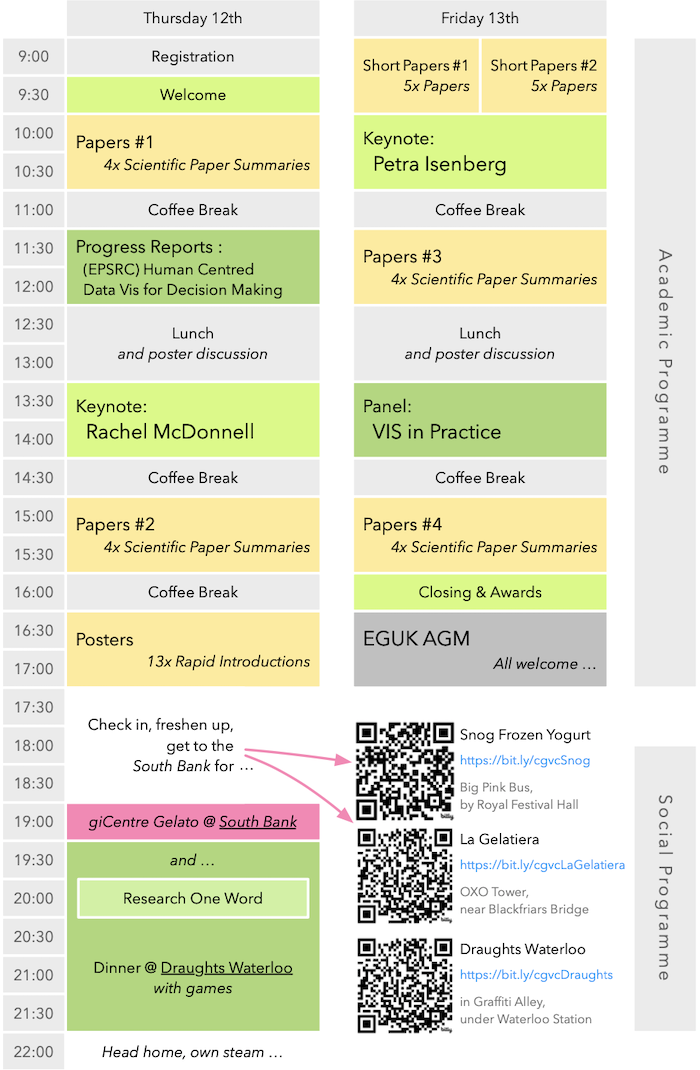 Thursday 12th
Friday 13th
9:00
Registration
Short Papers #1
5x Papers
Short Papers #2
5x Papers
9:30
Welcome
10:00
Papers #1
4x Scientific Paper Summaries
Keynote:
Petra Isenberg
10:30
11:00
Coffee Break
Coffee Break
11:30
Progress Reports :
(EPSRC) Human Centred
Data Vis for Decision Making
Papers #3
4x Scientific Paper Summaries
12:00
12:30
Lunch
and poster discussion
Lunch
and poster discussion
13:00
13:30
Keynote:
Rachel McDonnell
Panel:
VIS in Practice
14:00
14:30
Coffee Break
Coffee Break
15:00
Papers #2
4x Scientific Paper Summaries
Papers #4
4x Scientific Paper Summaries
15:30
16:00
Coffee Break
Closing & Awards
16:30
Posters
13x Rapid Introductions
EGUK AGM
All welcome ...
17:00
Academic Programme
17:30
Check in, freshen up,
get to the
South Bank for ...
18:00
18:30
Snog Frozen Yogurt
https://bit.ly/cgvcSnog
Big Pink Bus,
by Royal Festival Hall
bitly
19:00
giCentre Gelato @ South Bank
La Gelatiera
https://bit.ly/cgvcLaGelatiera
OXO Tower,
near Blackfriars Bridge
bitly
19:30
and ...
20:00
Research One Word
20:30
Dinner @ Draughts Waterloo
with games
21:00
21:30
Draughts Waterloo
https://bit.ly/cgvcDraughts
in Graffiti Alley,
under Waterloo Station
bitly
Social Programme
22:00
Head home, own steam ...